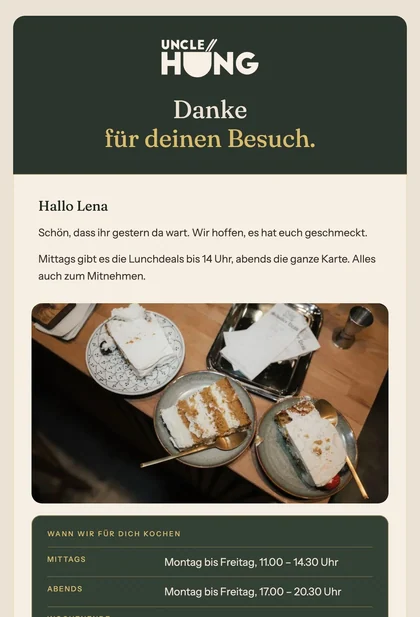 UNCLE
HUNG
Danke
für deinen Besuch.
Hallo Lena
Schön, dass ihr gestern da wart. Wir hoffen, es hat euch geschmeckt.
Mittags gibt es die Lunchdeals bis 14 Uhr, abends die ganze Karte. Alles
auch zum Mitnehmen.
WANN WIR FÜR DICH KOCHEN
MITTAGS
Montag bis Freitag, 11.00 – 14.30 Uhr
ABENDS
Montag bis Freitag, 17.00 – 20.30 Uhr